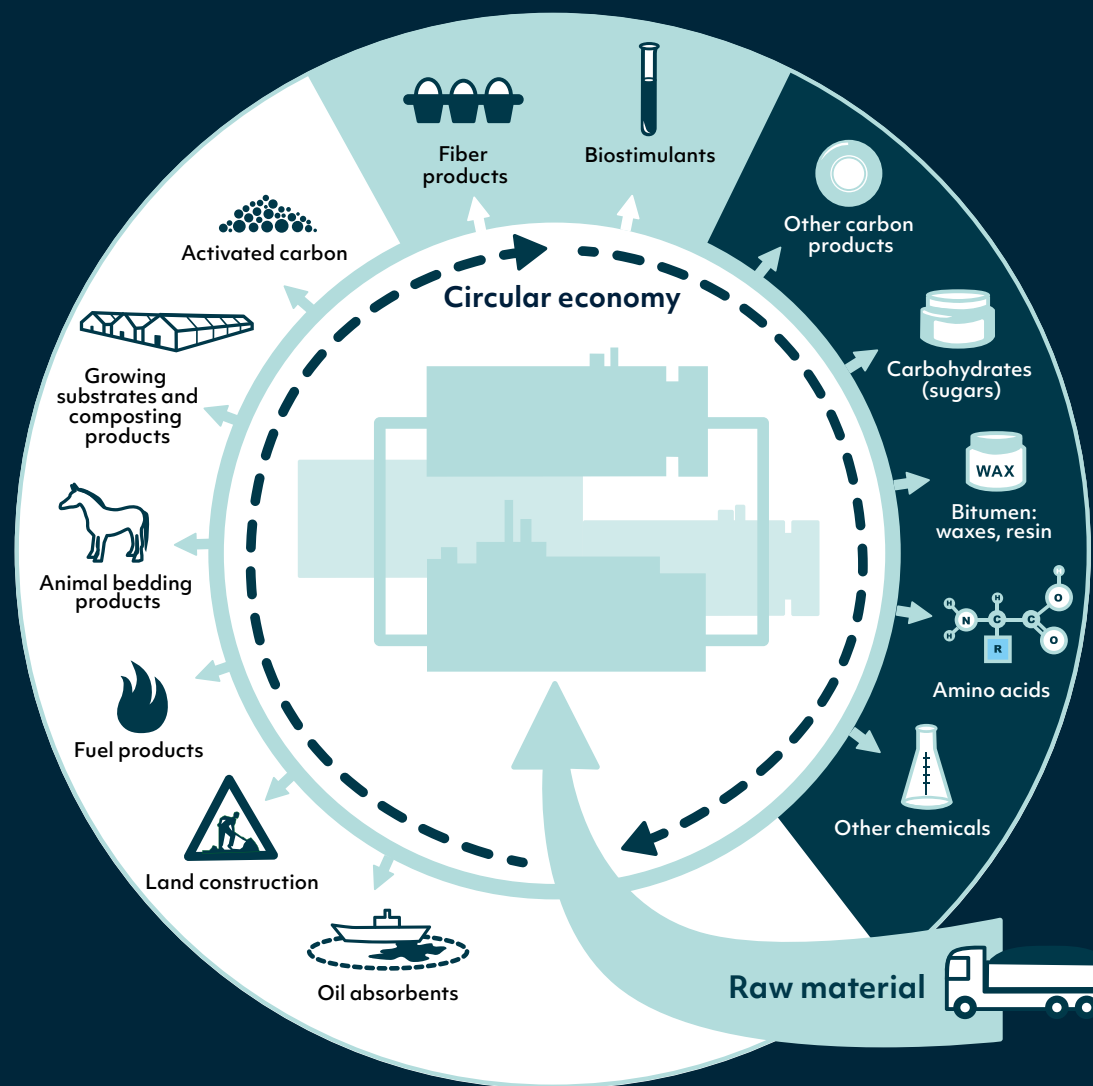 Fiber
products
Biostimulants
Other carbon
products
Activated carbon
Circular economy
Carbohydrates
(sugars)
Growing
substrates and
composting
products
WAX
Bitumen:
waxes, resin
Animal bedding
products
H
H
H
O
N
C
C
H
R
O
Amino acids
Fuel products
Other chemicals
Land construction
Oil absorbents
Raw material